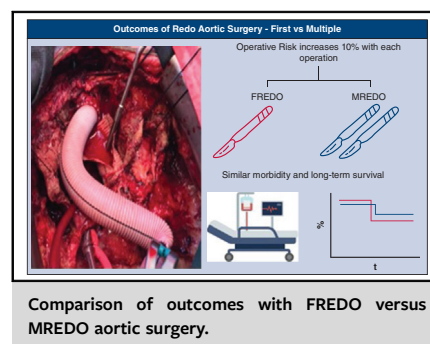 Outcomes of Redo Aortic Surgery - First vs Multiple
Operative Risk increases 10% with each
operation
FREDO
MREDO
Similar morbidity and long-term survival
%
t
Comparison of outcomes with FREDO versus
MREDO aortic surgery.